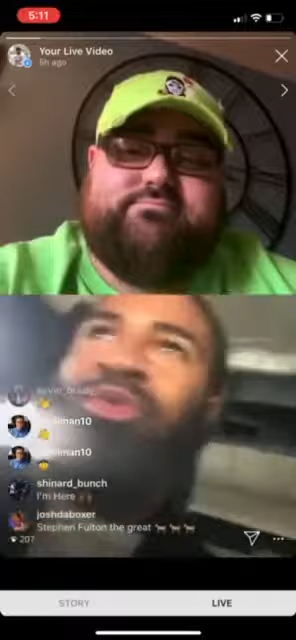 5:11
Your Live Video
5h ago
shinard_bunch
I'm Here
joshdaboxer
Stephen Fulton the great
207
STORY
LIVE